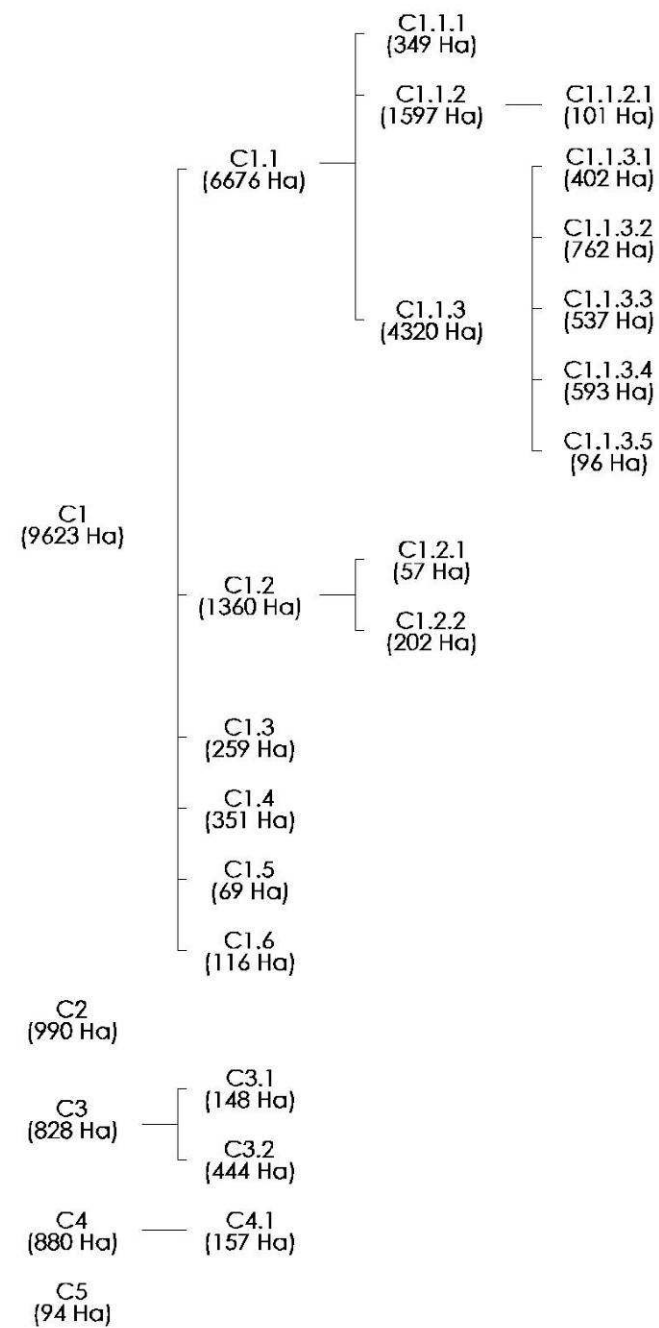 C1.1.1
(349 Ha)
C1.1.2
(1597 Ha)
C1.1.2.1
(101 Ha)
C1.1
(6676 Ha)
C1.1.3.1
(402 Ha)
C1.1.3.2
(762 Ha)
C1.1.3
(4320 Ha)
C1.1.3.3
(537 Ha)
C1.1.3.4
(593 Ha)
C1.1.3.5
(96 Ha)
C1
(9623 Ha)
C1.2.1
(57 Ha)
C1.2
(1360 Ha)
C1.2.2
(202 Ha)
C1.3
(259 Ha)
C1.4
(351 Ha)
C1.5
(69 Ha)
C1.6
(116 Ha)
C2
(990 Ha)
C3.1
(148 Ha)
C3
(828 Ha)
C3.2
(444 Ha)
C4
(880 Ha)
C4.1
(157 Ha)
C5
(94 Ha)